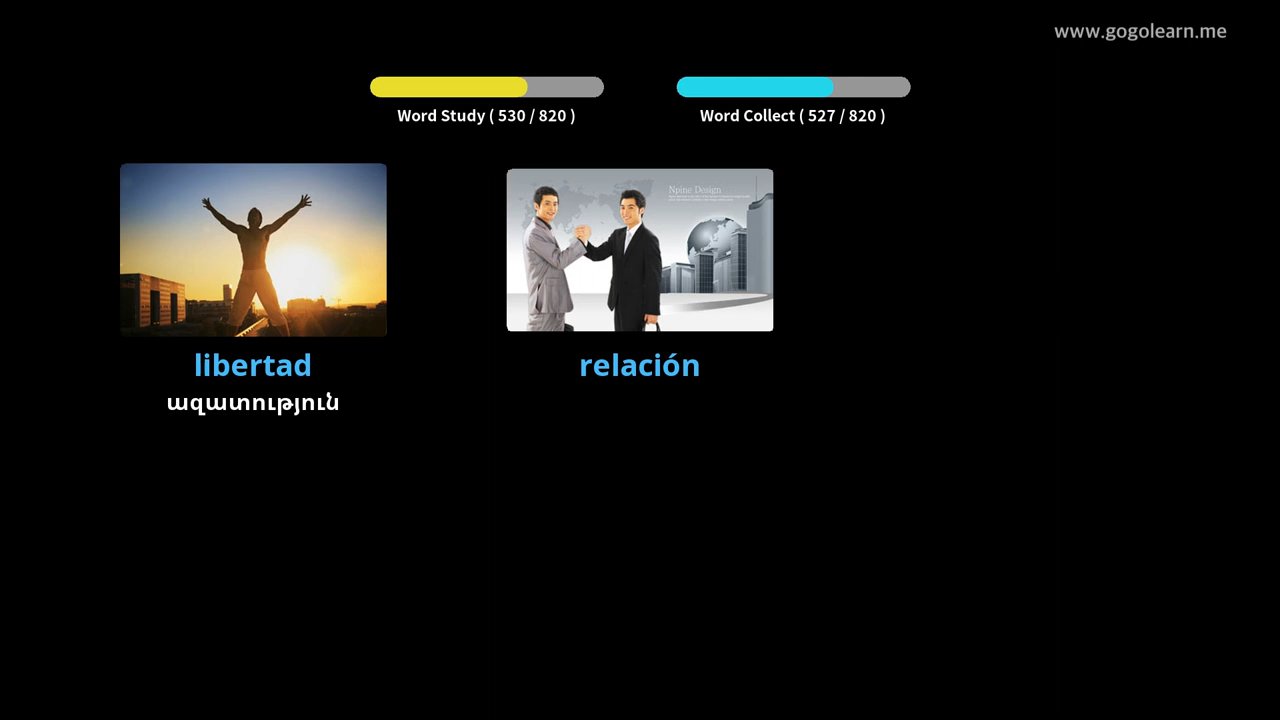 www.gogolearn.me
Word Study ( 530 / 820 )
Word Collect ( 527 / 820 )
Npine Design
libertad
relación
ազատություն